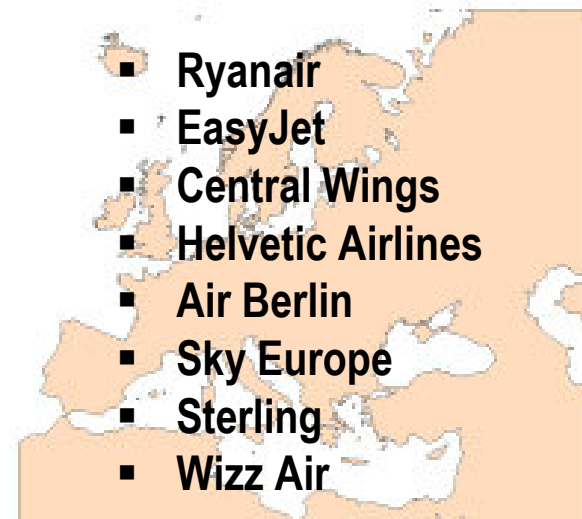 ▪ Ryanair
▪ EasyJet
▪ Central Wings
▪ Helvetic Airlines
▪ Air Berlin
▪ Sky Europe
▪ Sterling
▪ Wizz Air